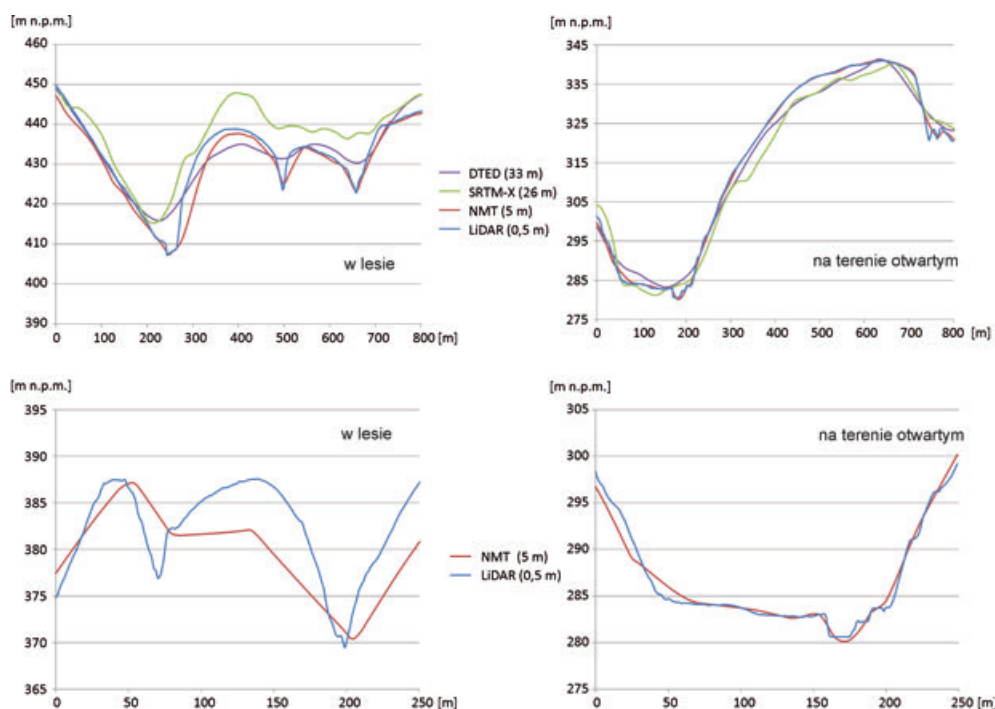 [m n.p.m.]
460
450
440
430
420
410
400
390
0 100 200 300 400 500 600 700 800 [m]
w lesie
DTED (33 m)
SRTM-X (26 m)
NMT (5 m)
LiDAR (0,5 m)
[m n.p.m.]
345
335
325
315
305
295
285
275
0 100 200 300 400 500 600 700 800 [m]
na terenie otwartym
[m n.p.m.]
395
390
385
380
375
370
365
0 50 100 150 200 250 [m]
w lesie
NMT (5 m)
LiDAR (0,5 m)
[m n.p.m.]
305
300
295
290
285
280
275
0 50 100 150 200 250 [m]
na terenie otwartym